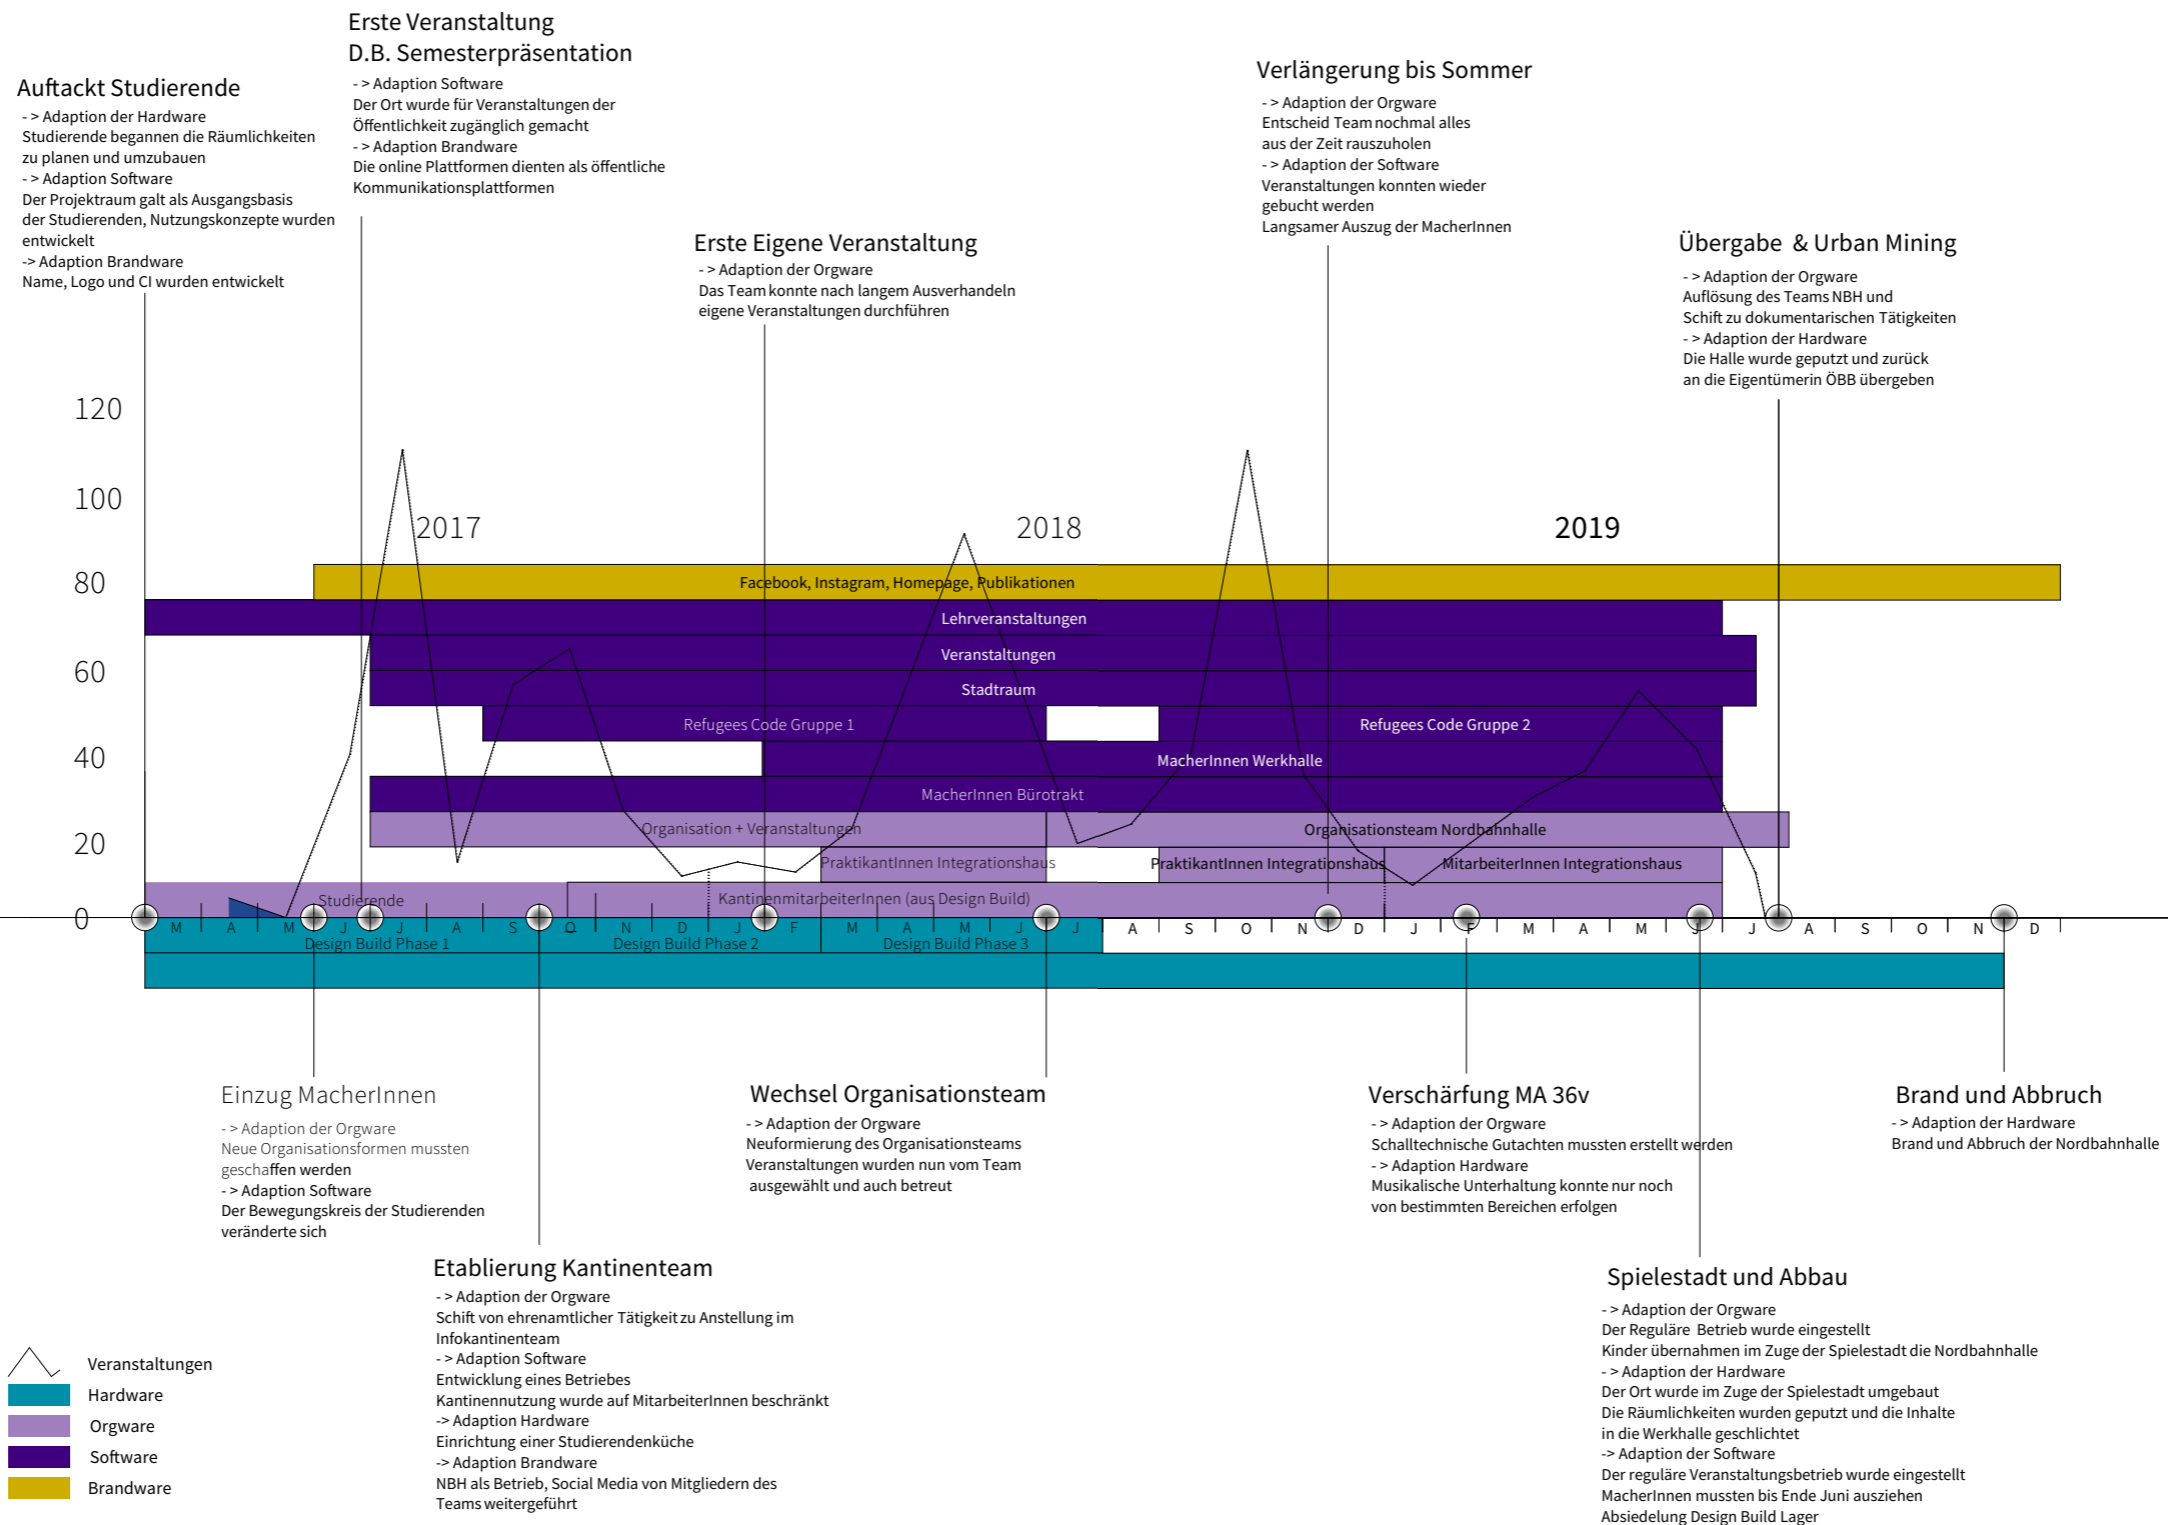 Erste Veranstaltung
D.B. Semesterpräsentation
- > Adaption Software
Der Ort wurde für Veranstaltungen der
Öffentlichkeit zugänglich gemacht
- > Adaption Brandware
Die online Plattformen dienten als öffentliche
Kommunikationsplattformen
Auftackt Studierende
- > Adaption der Hardware
Studierende begannen die Räumlichkeiten
zu planen und umzubauen
- > Adaption Software
Der Projektraum galt als Ausgangsbasis
der Studierenden, Nutzungskonzepte wurden
entwickelt
-> Adaption Brandware
Name, Logo und CI wurden entwickelt
Erste Eigene Veranstaltung
- > Adaption der Orgware
Das Team konnte nach langem Ausverhandeln
eigene Veranstaltungen durchführen
Verlängerung bis Sommer
- > Adaption der Orgware
Entscheid Team nochmal alles
aus der Zeit rauszuholen
- > Adaption der Software
Veranstaltungen konnten wieder
gebucht werden
Langsamer Auszug der MacherInnen
Übergabe & Urban Mining
- > Adaption der Orgware
Auflösung des Teams NBH und
Schift zu dokumentarischen Tätigkeiten
- > Adaption der Hardware
Die Halle wurde geputzt und zurück
an die Eigentümerin ÖBB übergeben
120
100
80
60
40
20
0
2017
2018
2019
Facebook, Instagram, Homepage, Publikationen
Lehrveranstaltungen
Veranstaltungen
Stadtraum
Refugees Code Gruppe 1
Refugees Code Gruppe 2
MacherInnen Werkhalle
MacherInnen Bürotrakt
Organisation + Veranstaltungen
Organisationsteam Nordbahnhalle
PraktikantInnen Integrationshaus
PraktikantInnen Integrationshaus
MitarbeiterInnen Integrationshaus
Studierende
KantinenmitarbeiterInnen (aus Design Build)
M A M J J A S O N D J F M A M J J A S O N D J F M A M J J A S O N D
Design Build Phase 1
Design Build Phase 2
Design Build Phase 3
Einzug MacherInnen
- > Adaption der Orgware
Neue Organisationsformen mussten
geschaffen werden
- > Adaption Software
Der Bewegungskreis der Studierenden
veränderte sich
Wechsel Organisationsteam
- > Adaption der Orgware
Neuformierung des Organisationsteams
Veranstaltungen wurden nun vom Team
ausgewählt und auch betreut
Verschärfung MA 36v
- > Adaption der Orgware
Schalltechnische Gutachten mussten erstellt werden
- > Adaption Hardware
Musikalische Unterhaltung konnte nur noch
von bestimmten Bereichen erfolgen
Brand und Abbruch
- > Adaption der Hardware
Brand und Abbruch der Nordbahnhalle
Etablierung Kantinenteam
- > Adaption der Orgware
Schift von ehrenamtlicher Tätigkeit zu Anstellung im
Infokantinenteam
- > Adaption Software
Entwicklung eines Betriebes
Kantinennutzung wurde auf MitarbeiterInnen beschränkt
-> Adaption Hardware
Einrichtung einer Studierendenküche
-> Adaption Brandware
NBH als Betrieb, Social Media von Mitgliedern des
Teams weitergeführt
Spielestadt und Abbau
- > Adaption der Orgware
Der Reguläre Betrieb wurde eingestellt
Kinder übernahmen im Zuge der Spielestadt die Nordbahnhalle
- > Adaption der Hardware
Der Ort wurde im Zuge der Spielestadt umgebaut
Die Räumlichkeiten wurden geputzt und die Inhalte
in die Werkhalle geschlichtet
-> Adaption der Software
Der reguläre Veranstaltungsbetrieb wurde eingestellt
MacherInnen mussten bis Ende Juni ausziehen
Absiedelung Design Build Lager
Veranstaltungen
Hardware
Orgware
Software
Brandware